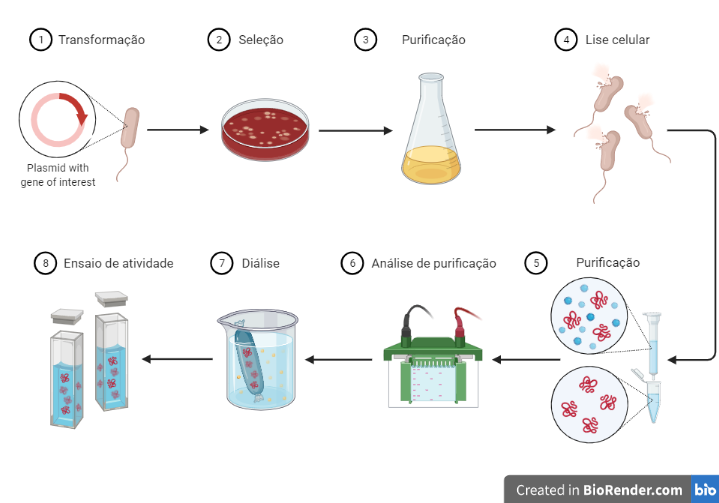 1 Transformação
2 Seleção
3 Purificação
4 Lise celular
Plasmid with
gene of interest
8 Ensaio de atividade
7 Diálise
6 Análise de purificação
5 Purificação
Created in BioRender.com bio